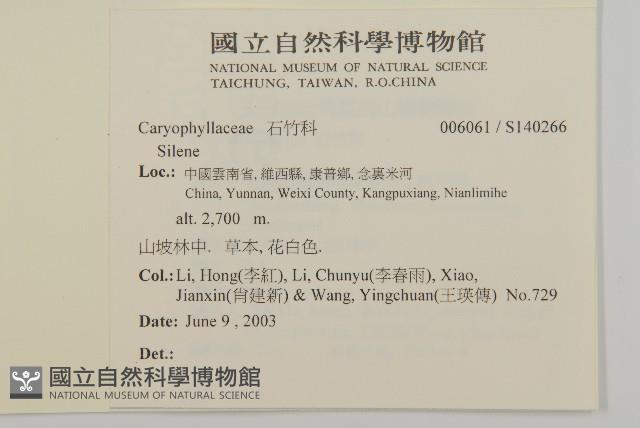 國立自然科學博物館
NATIONAL MUSEUM OF NATURAL SCIENCE
TAICHUNG, TAIWAN, R.O.CHINA
Caryophyllaceae 石竹科 006061 / S140266
Silene
Loc.: 中國雲南省, 維西縣, 康普鄉, 念裏米河
China, Yunnan, Weixi County, Kangpuxiang, Nianlimihe
alt. 2,700 m.
山坡林中. 草本, 花白色.
Col.: Li, Hong(李紅), Li, Chunyu(李春雨), Xiao,
Jianxin(肖建新) & Wang, Yingchuan(王瑛傳) No.729
Date: June 9 , 2003
Det.:
國立自然科學博物館
NATIONAL MUSEUM OF NATURAL SCIENCE